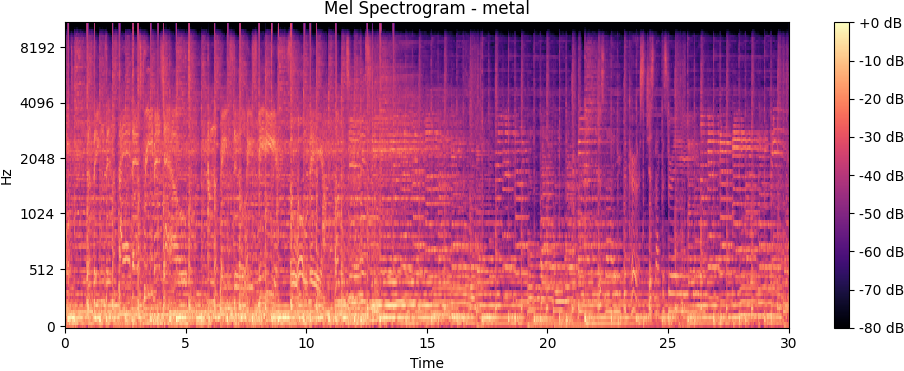 Mel Spectrogram - metal
+0 dB
8192
-10 dB
4096
-20 dB
-30 dB
2048
Hz
-40 dB
1024
-50 dB
512
-60 dB
-70 dB
0
-80 dB
0 5 10 15 20 25 30
Time